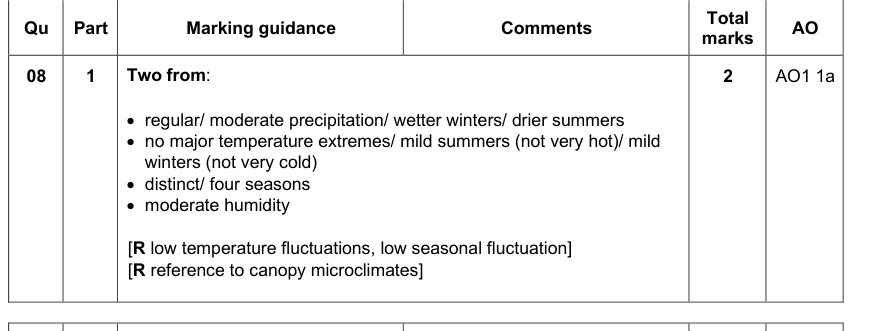 Qu Part Marking guidance Comments Total marks AO
08 1 Two from: 2 AO1 1a
• regular/ moderate precipitation/ wetter winters/ drier summers
• no major temperature extremes/ mild summers (not very hot)/ mild
winters (not very cold)
• distinct/ four seasons
• moderate humidity
[R low temperature fluctuations, low seasonal fluctuation]
[R reference to canopy microclimates]